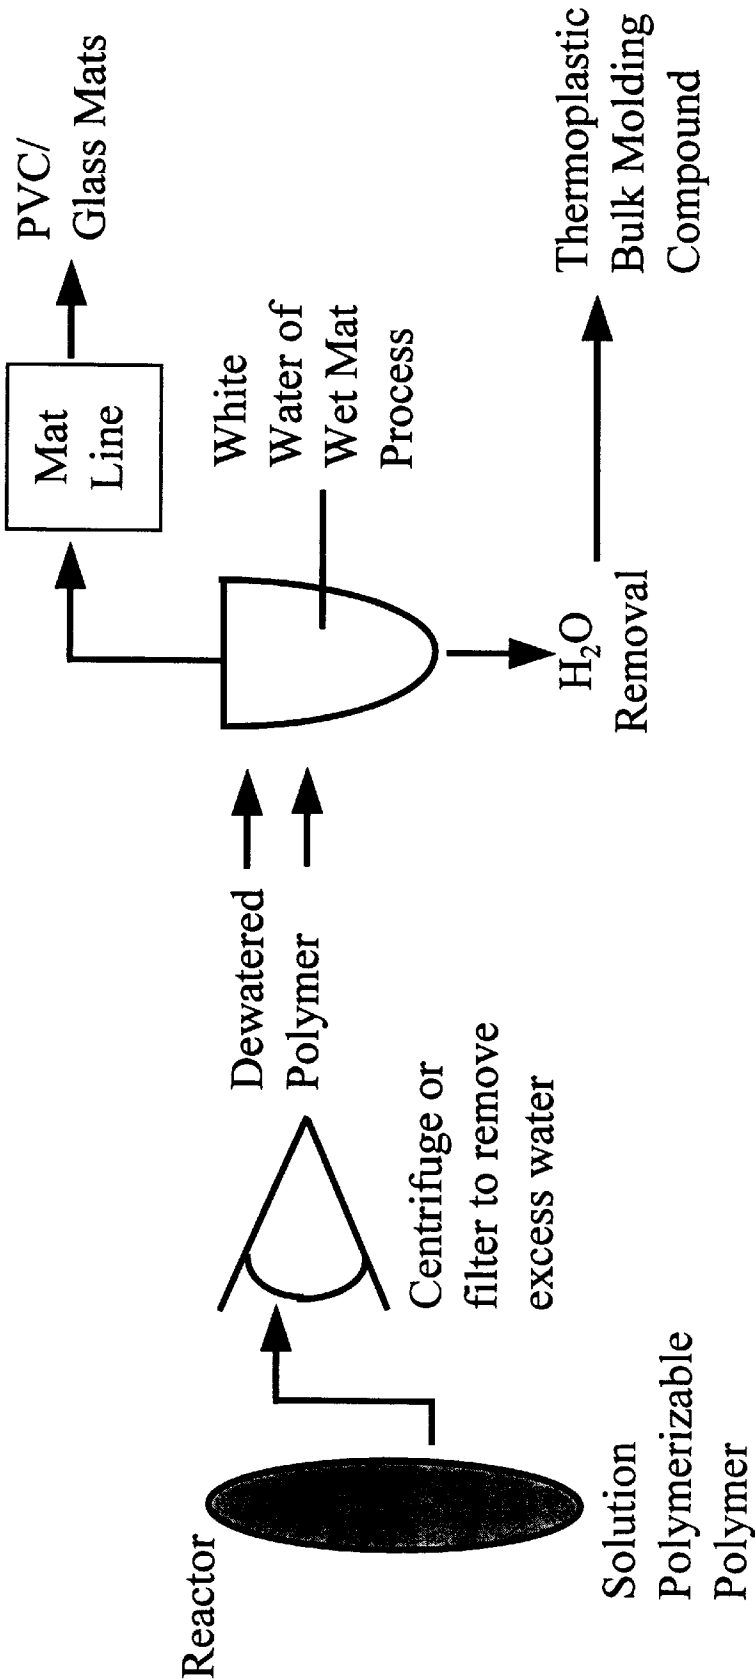 Reactor
Solution
Polymerizable
Polymer
Centrifuge or
filter to remove
excess water
Dewatered
Polymer
White
Water of
Wet Mat
Process
Mat
Line
PVC/
Glass Mats
H₂O
Removal
Thermoplastic
Bulk Molding
Compound